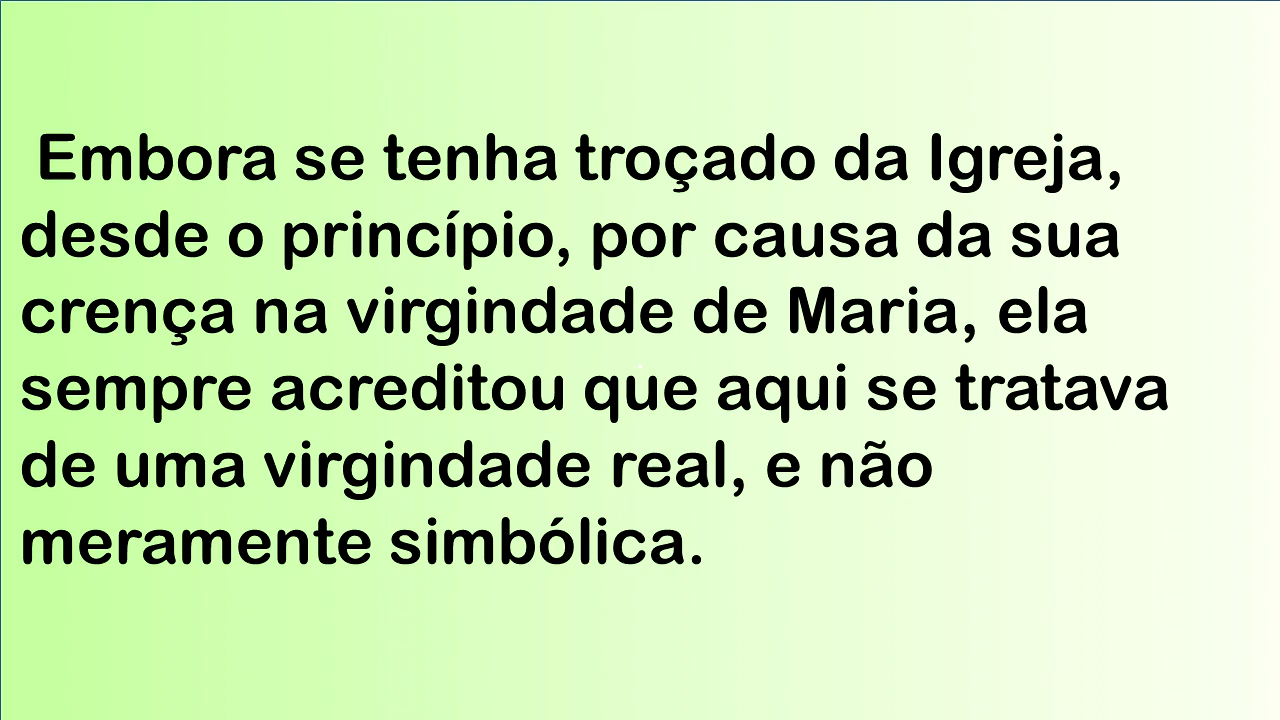 Embora se tenha troçado da Igreja,
desde o princípio, por causa da sua
crença na virgindade de Maria, ela
sempre acreditou que aqui se tratava
de uma virgindade real, e não
meramente simbólica.